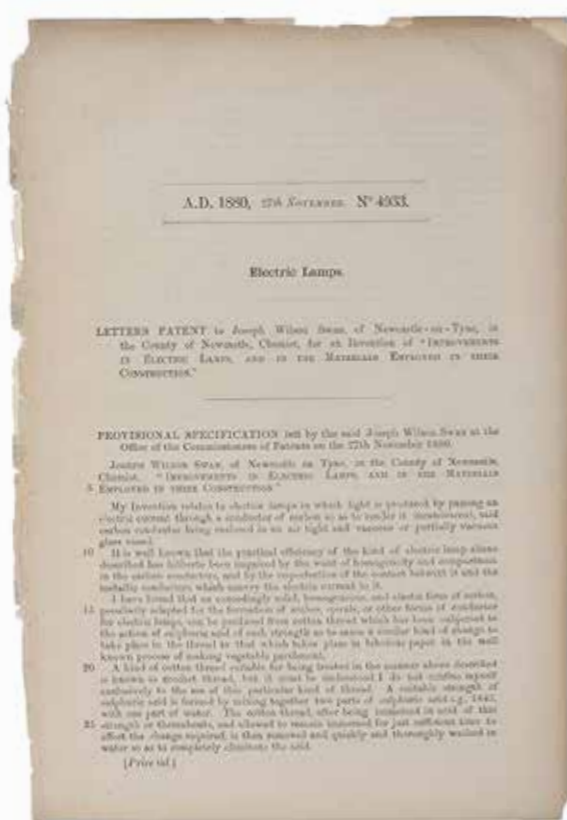 A.D. 1880, 27th NOVEMBER. Nº 4933.
Electric Lamps.
LETTERS PATENT to Joseph Wilson Swan, of Newcastle-on-Tyne, in
the County of Newcastle, Chemist, for an Invention of "IMPROVEMENTS
IN ELECTRIC LAMPS, AND IN THE MATERIALS EMPLOYED IN THEIR
CONSTRUCTION."
PROVISIONAL SPECIFICATION left by the said Joseph Wilson Swan at the
Office of the Commissioners of Patents on the 27th November 1880.
JOSEPH WILSON SWAN, of Newcastle on Tyne, in the County of Newcastle,
Chemist. "IMPROVEMENTS IN ELECTRIC LAMPS, AND IN THE MATERIALS
5 EMPLOYED IN THEIR CONSTRUCTION."
My Invention relates to electric lamps in which light is produced by passing an
electric current through a conductor of carbon so as to render it incandescent, said
carbon conductor being enclosed in an air tight and vacuous or partially vacuous
glass vessel.
10 It is well known that the practical efficiency of the kind of electric lamp above
described has hitherto been impaired by the want of homogeneity and compactness
in the carbon conductors, and by the imperfection of the contact between it and the
metallic conductors which convey the electric current to it.
I have found that an exceedingly solid, homogeneous, and elastic form of carbon,
15 peculiarly adapted for the formation of arches, spirals, or other forms of conductor
for electric lamps, can be produced from cotton thread which has been subjected to
the action of sulphuric acid of such strength as to cause a similar kind of change to
take place in the thread to that which takes place in bibulous paper in the well
known process of making vegetable parchment.
20 A kind of cotton thread suitable for being treated in the manner above described
is known as crochet thread, but it must be understood I do not confine myself
exclusively to the use of this particular kind of thread. A suitable strength of
sulphuric acid is formed by mixing together two parts of sulphuric acid s.g. 1845,
with one part of water. The cotton thread, after being immersed in acid of this
25 strength or thereabouts, and allowed to remain immersed for just sufficient time to
effect the change required, is then removed and quickly and thoroughly washed in
water so as to completely eliminate the acid.
[Price 6d.]